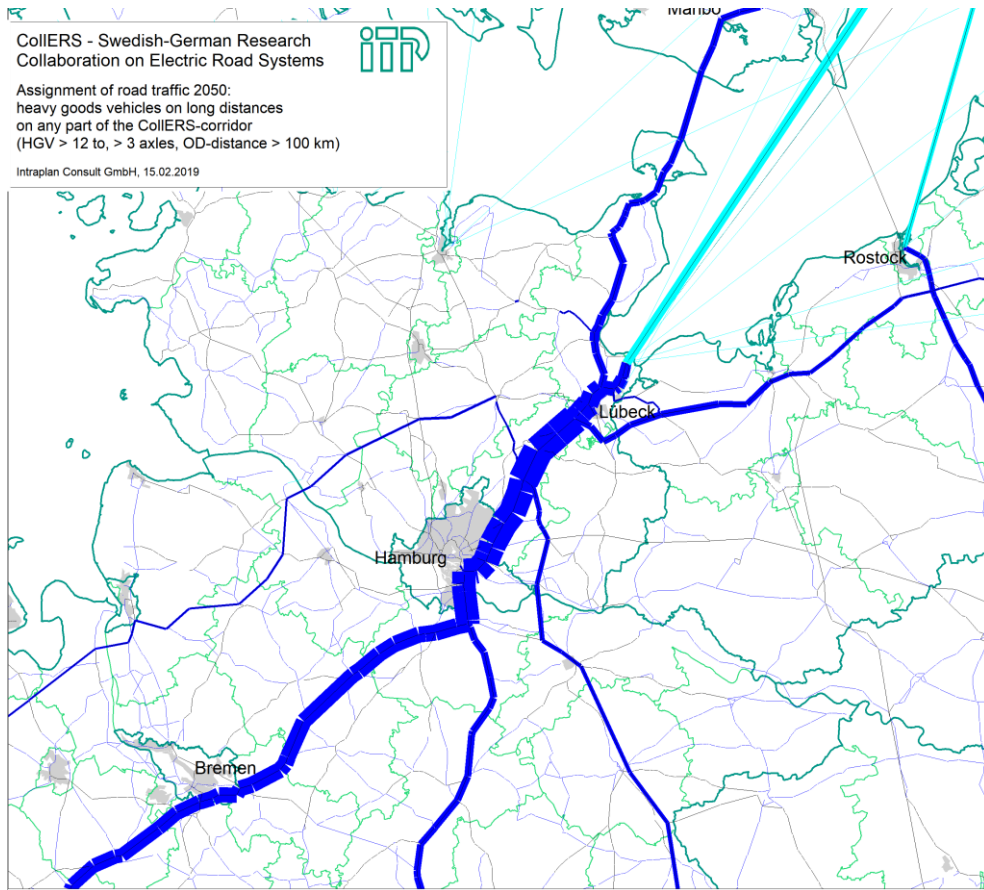 CollERS - Swedish-German Research
Collaboration on Electric Road Systems
Assignment of road traffic 2050:
heavy goods vehicles on long distances
on any part of the CollERS-corridor
(HGV > 12 to, > 3 axles, OD-distance > 100 km)
Intraplan Consult GmbH, 15.02.2019
iTP
Maribo
Rostock
Lübeck
Hamburg
Bremen